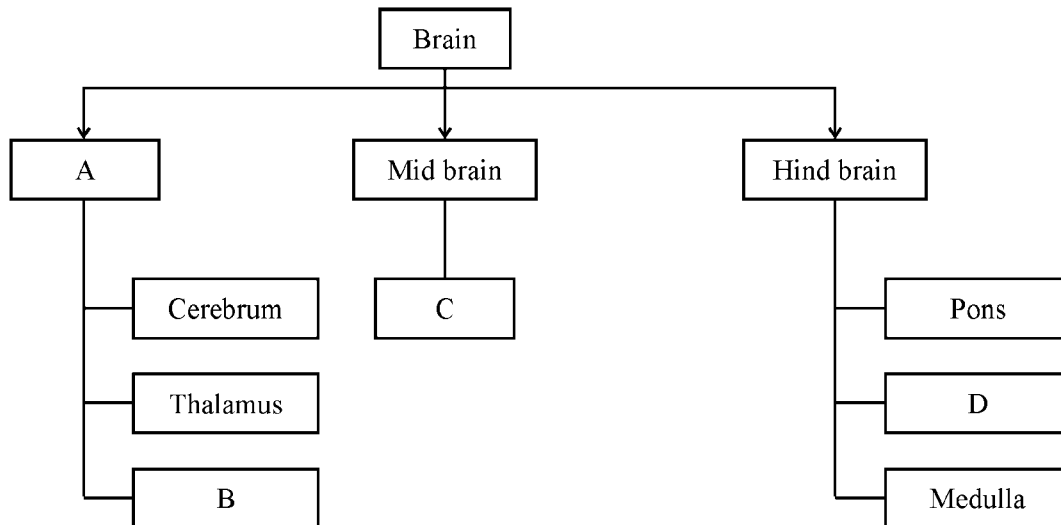 Brain
A
Mid brain
Hind brain
Cerebrum
C
Pons
Thalamus
D
B
Medulla